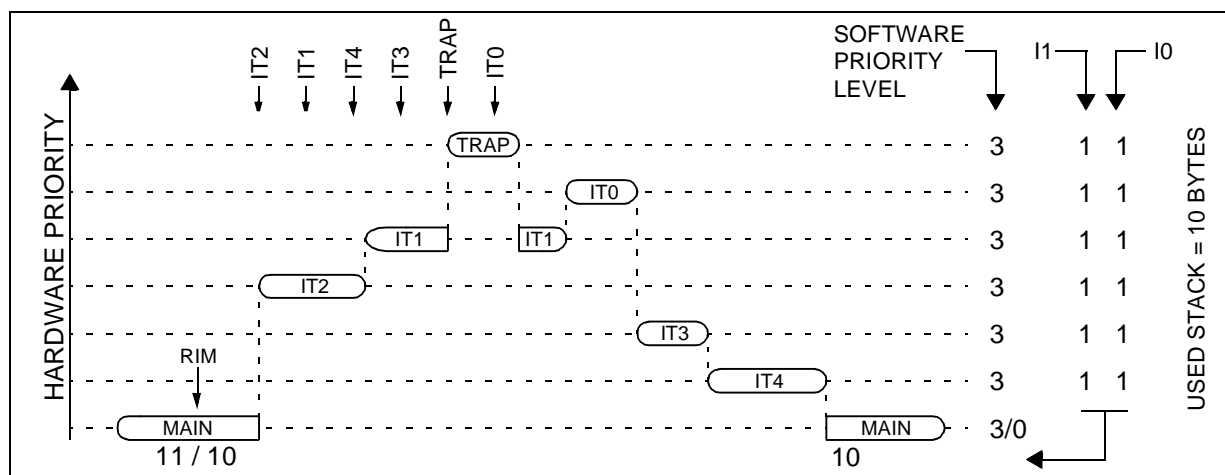 SOFTWARE
PRIORITY
LEVEL
I1
I0
IT2
IT1
IT4
IT3
TRAP
IT0
HARDWARE PRIORITY
TRAP
3 1 1
IT0
3 1 1
IT1
IT1
3 1 1
IT2
3 1 1
IT3
3 1 1
RIM
IT4
3 1 1
MAIN
MAIN
3/0
11 / 10
10
USED STACK = 10 BYTES